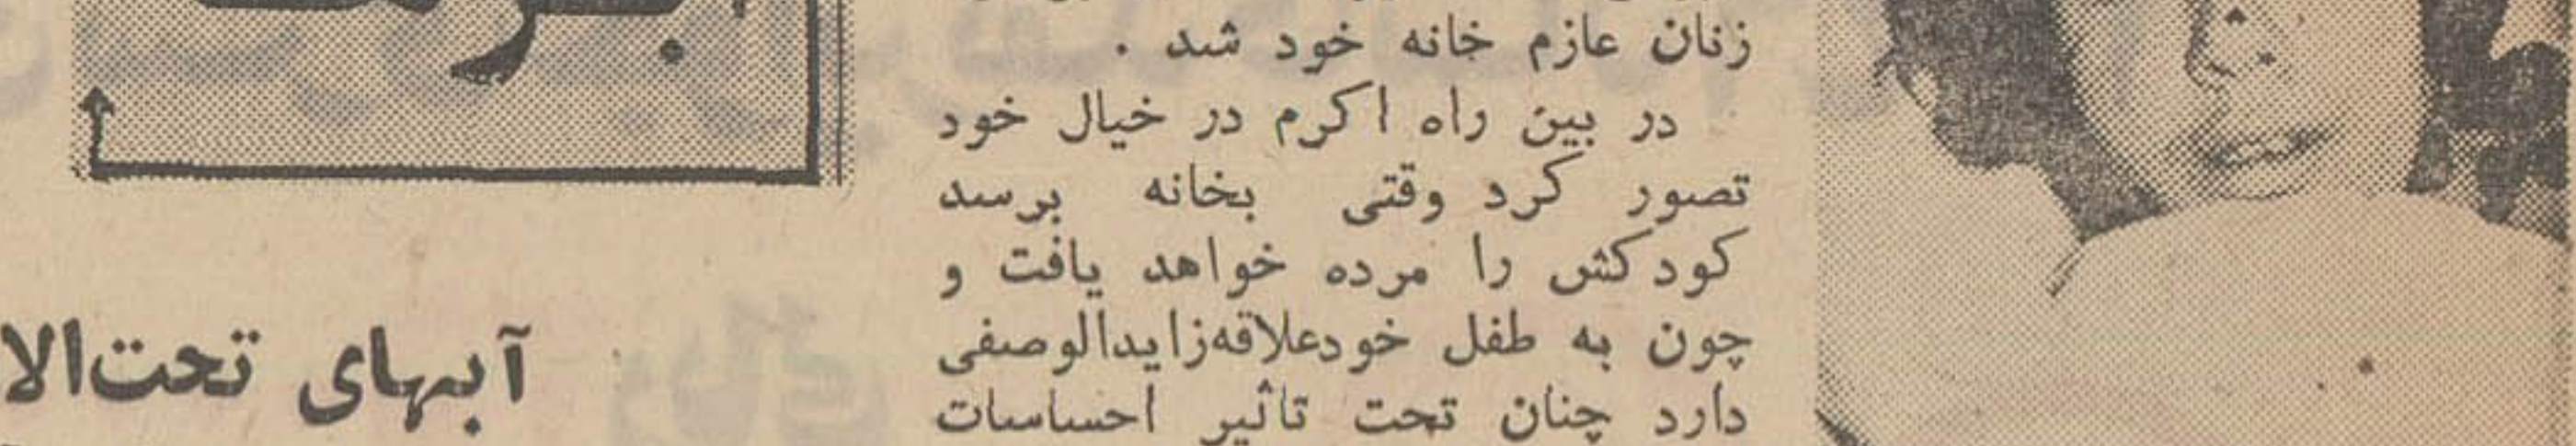 زنان عازم خانه خود شد .
در بین راه اکرم در خیال خود
تصور کرد وقتی بخانه برسد
کودکش را مرده خواهد یافت و
چون به طفل خودعلاقه‌زایدالوصفی
دارد چنان تحت تاثیر احساسات
آبهای تحت‌الا